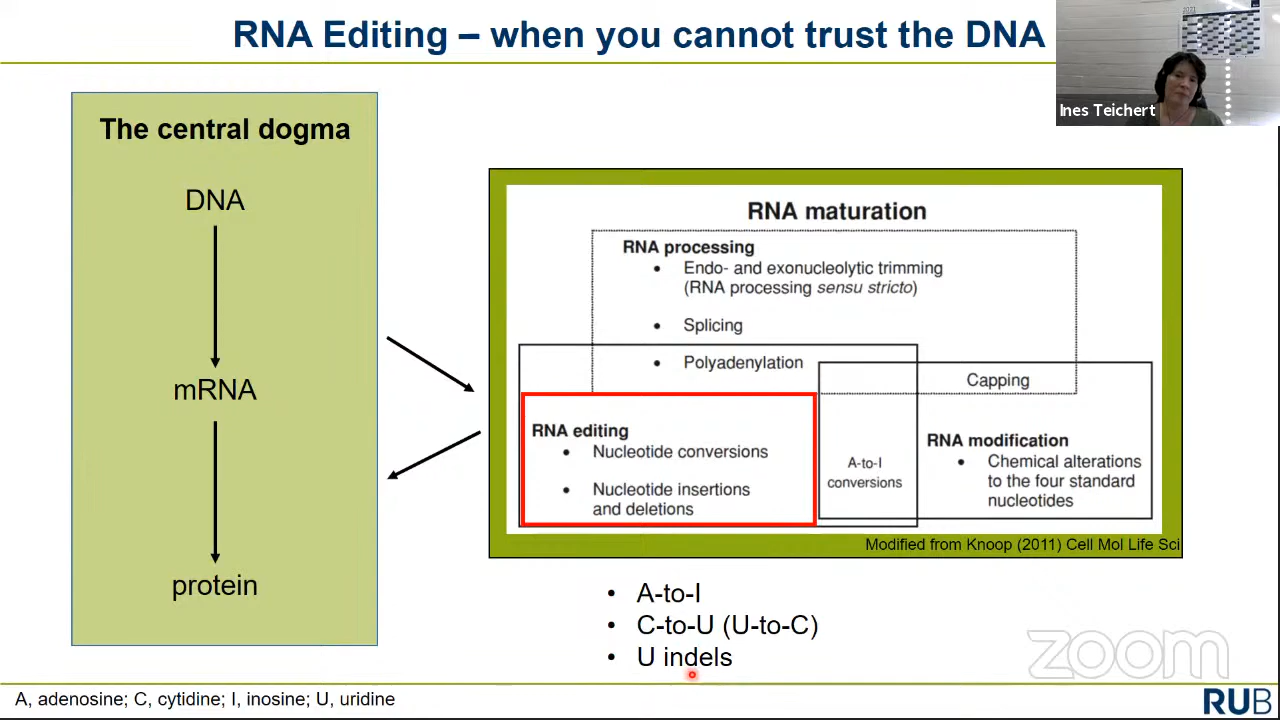 RNA Editing – when you cannot trust the DNA
2021
Ines Teichert
The central dogma
DNA
mRNA
protein
RNA maturation
RNA processing
• Endo- and exonucleolytic trimming
(RNA processing sensu stricto)
• Splicing
• Polyadenylation
Capping
RNA editing
• Nucleotide conversions
• Nucleotide insertions
and deletions
A-to-I
conversions
RNA modification
• Chemical alterations
to the four standard
nucleotides
Modified from Knoop (2011) Cell Mol Life Sci
• A-to-I
• C-to-U (U-to-C)
• U indels
zoom
A, adenosine; C, cytidine; I, inosine; U, uridine
RUB